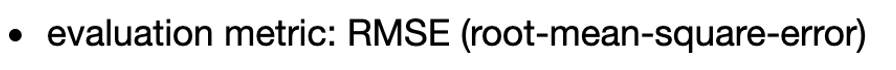 • evaluation metric: RMSE (root-mean-square-error)